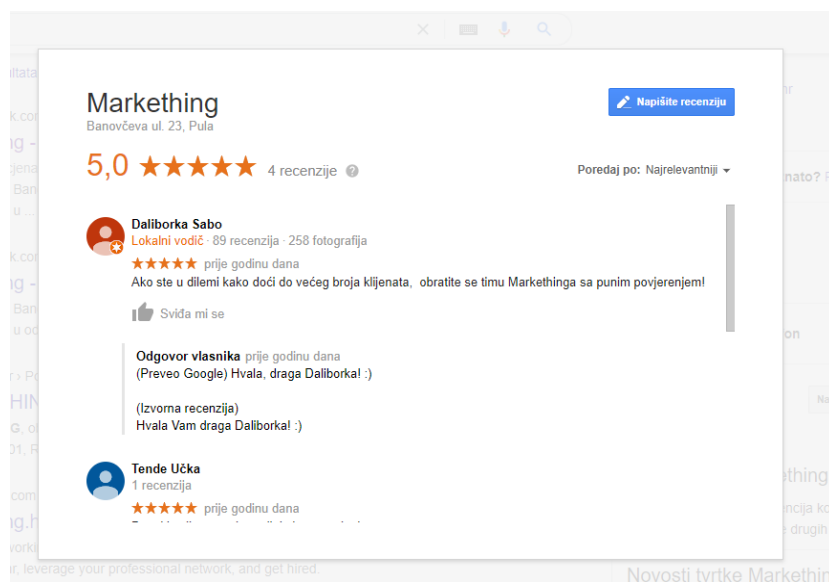 Markething
Banovčeva ul. 23, Pula
Napišite recenziju
5,0 ★★★★★ 4 recenzije
Poredaj po: Najrelevantniji
Daliborka Sabo
Lokalni vodič · 89 recenzija · 258 fotografija
★★★★★ prije godinu dana
Ako ste u dilemi kako doći do većeg broja klijenata, obratite se timu Markethinga sa punim povjerenjem!
Sviđa mi se
Odgovor vlasnika prije godinu dana
(Preveo Google) Hvala, draga Daliborka! :)
(Izvorna recenzija)
Hvala Vam draga Daliborka! :)
Tende Učka
1 recenzija
★★★★★ prije godinu dana
leverage your professional network, and get hired.
Novosti tvrtke Markethin